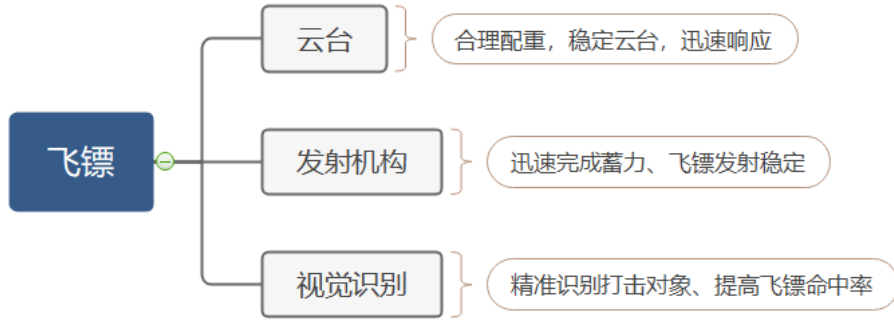 云台
合理配重，稳定云台，迅速响应
飞镖
发射机构
迅速完成蓄力、飞镖发射稳定
视觉识别
精准识别打击对象、提高飞镖命中率